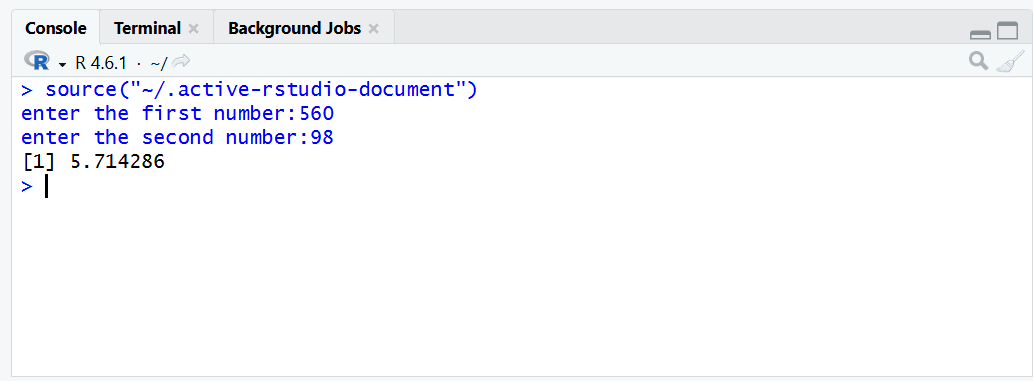 Console Terminal Background Jobs
R R 4.6.1 · ~/
> source("~/.active-rstudio-document")
enter the first number:560
enter the second number:98
[1] 5.714286
>